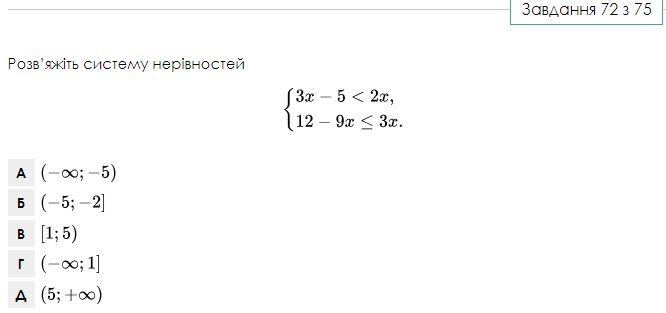 Завдання 72 з 75
Розв'яжіть систему нерівностей
{3x − 5 < 2x,
12 − 9x ≤ 3x.
А (−∞; −5)
Б (−5; −2]
В [1; 5)
Г (−∞; 1]
Д (5; +∞)